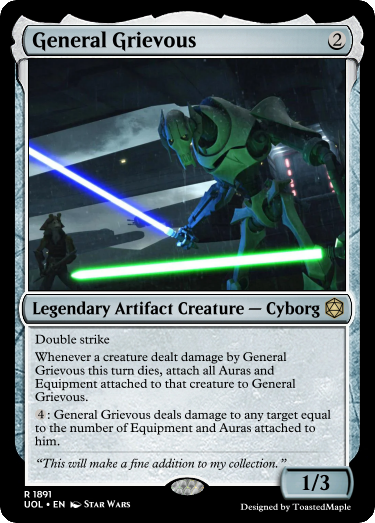 General Grievous 2
Legendary Artifact Creature — Cyborg
Double strike
Whenever a creature dealt damage by General
Grievous this turn dies, attach all Auras and
Equipment attached to that creature to General
Grievous.
4: General Grievous deals damage to any target equal
to the number of Equipment and Auras attached to
him.
“This will make a fine addition to my collection.”
1/3
R 1891
UOL • EN STAR WARS
Designed by ToastedMaple